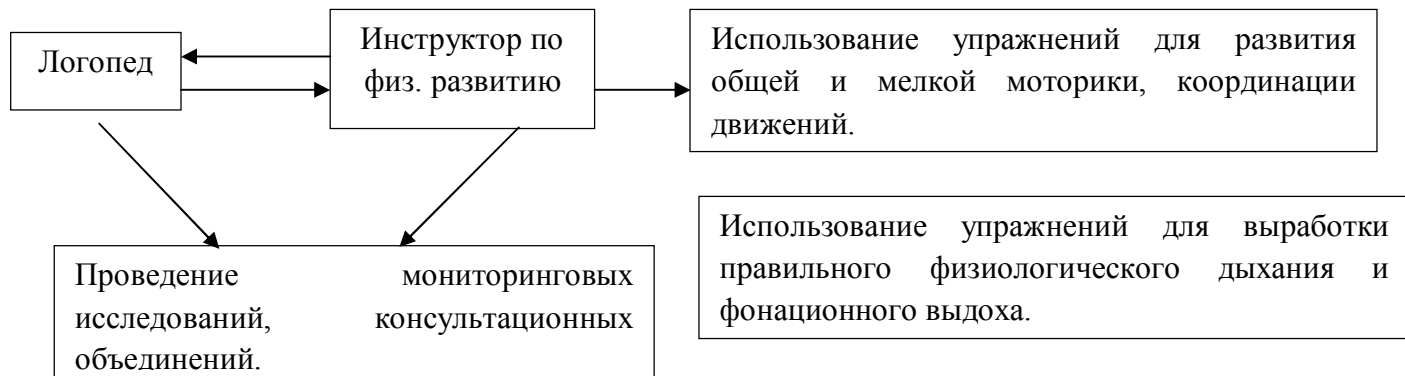 Логопед
Инструктор по
физ. развитию
Использование упражнений для развития
общей и мелкой моторики, координации
движений.
Использование упражнений для выработки
правильного физиологического дыхания и
фонационного выдоха.
Проведение мониторинговых
исследований, консультационных
объединений.